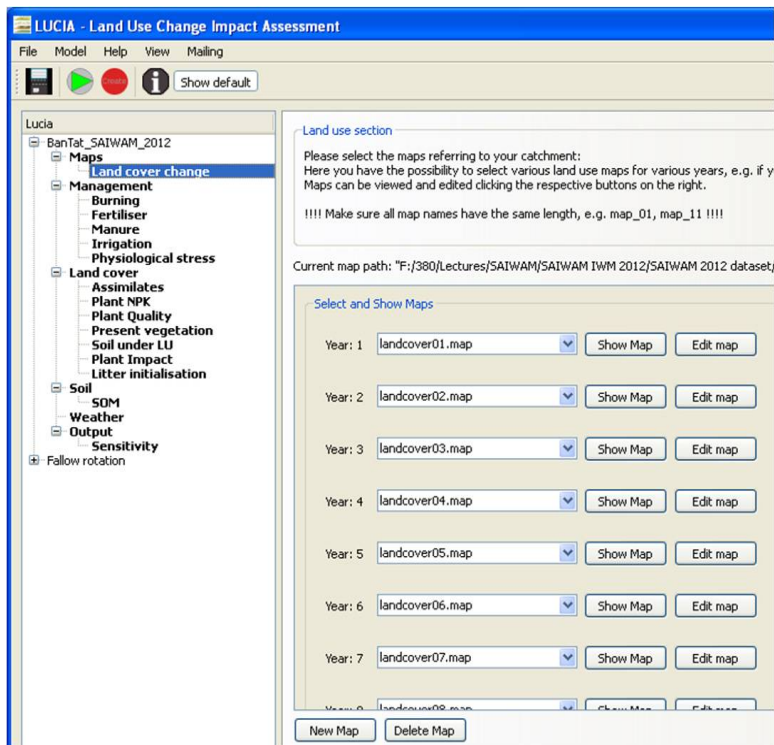 LUCIA - Land Use Change Impact Assessment
File Model Help View Mailing
Create Show default
Lucia
BanTat_SAIWAM_2012
Maps
Land cover change
Management
Burning
Fertiliser
Manure
Irrigation
Physiological stress
Land cover
Assimilates
Plant NPK
Plant Quality
Present vegetation
Soil under LU
Plant Impact
Litter initialisation
Soil
SOM
Weather
Output
Sensitivity
Fallow rotation
Land use section
Please select the maps referring to your catchment:
Here you have the possibility to select various land use maps for various years, e.g. if y
Maps can be viewed and edited clicking the respective buttons on the right.
!!!! Make sure all map names have the same length, e.g. map_01, map_11 !!!!
Current map path: "F:/380/Lectures/SAIWAM/SAIWAM IWM 2012/SAIWAM 2012 dataset/
Select and Show Maps
Year: 1 landcover01.map Show Map Edit map
Year: 2 landcover02.map Show Map Edit map
Year: 3 landcover03.map Show Map Edit map
Year: 4 landcover04.map Show Map Edit map
Year: 5 landcover05.map Show Map Edit map
Year: 6 landcover06.map Show Map Edit map
Year: 7 landcover07.map Show Map Edit map
Year: 8 landcover08.map Show Map Edit map
New Map Delete Map